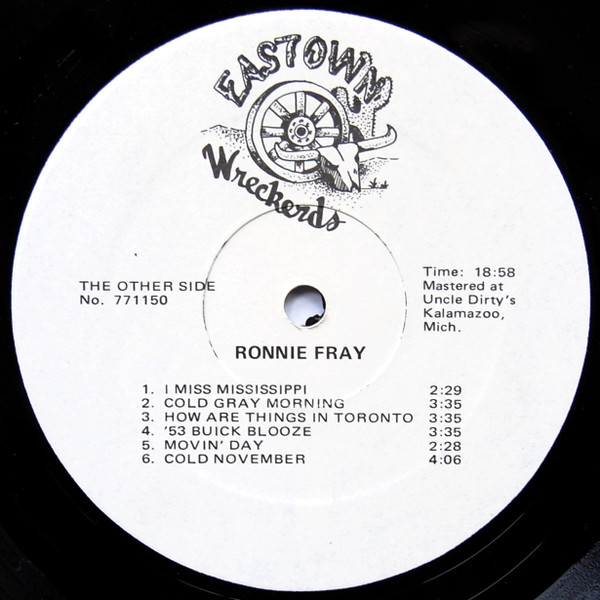 EASTOWN
Wreckerds
THE OTHER SIDE
No. 771150
Time: 18:58
Mastered at
Uncle Dirty's
Kalamazoo,
Mich.
RONNIE FRAY
1. I MISS MISSISSIPPI 2:29
2. COLD GRAY MORNING 3:35
3. HOW ARE THINGS IN TORONTO 3:35
4. '53 BUICK BLOOZE 3:35
5. MOVIN' DAY 2:28
6. COLD NOVEMBER 4:06